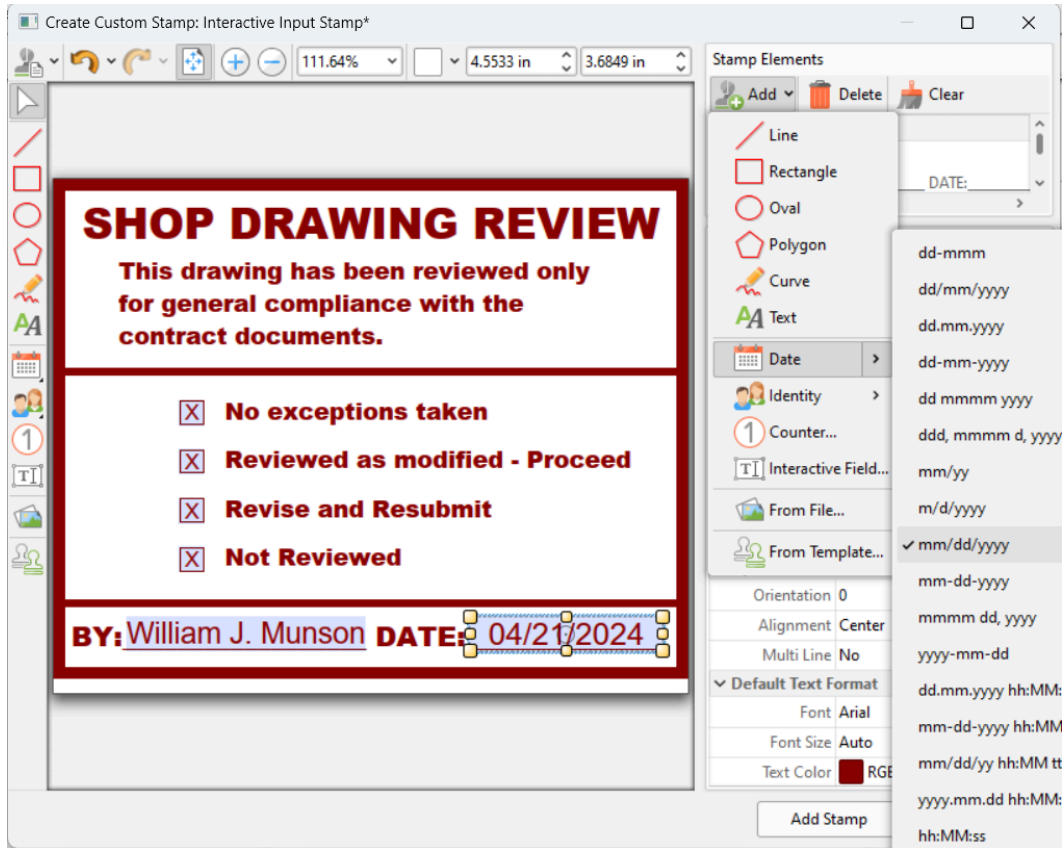 Create Custom Stamp: Interactive Input Stamp*
111.64%
4.5533 in
3.6849 in
Stamp Elements
Add
Delete
Clear
DATE:
Line
Rectangle
Oval
Polygon
Curve
Text
Date
Identity
Counter...
Interactive Field...
From File...
From Template...
dd-mmm
dd/mm/yyyy
dd.mm.yyyy
dd-mm-yyyy
dd mmmm yyyy
ddd, mmmm d, yyyy
mm/yy
m/d/yyyy
mm/dd/yyyy
mm-dd-yyyy
mmmm dd, yyyy
yyyy-mm-dd
dd.mm.yyyy hh:MM:
mm-dd-yyyy hh:MM
mm/dd/yy hh:MM tt
yyyy.mm.dd hh:MM:
hh:MM:ss
SHOP DRAWING REVIEW
This drawing has been reviewed only
for general compliance with the
contract documents.
X No exceptions taken
X Reviewed as modified - Proceed
X Revise and Resubmit
X Not Reviewed
BY: William J. Munson DATE: 04/21/2024
Orientation 0
Alignment Center
Multi Line No
Default Text Format
Font Arial
Font Size Auto
Text Color RGB
Add Stamp